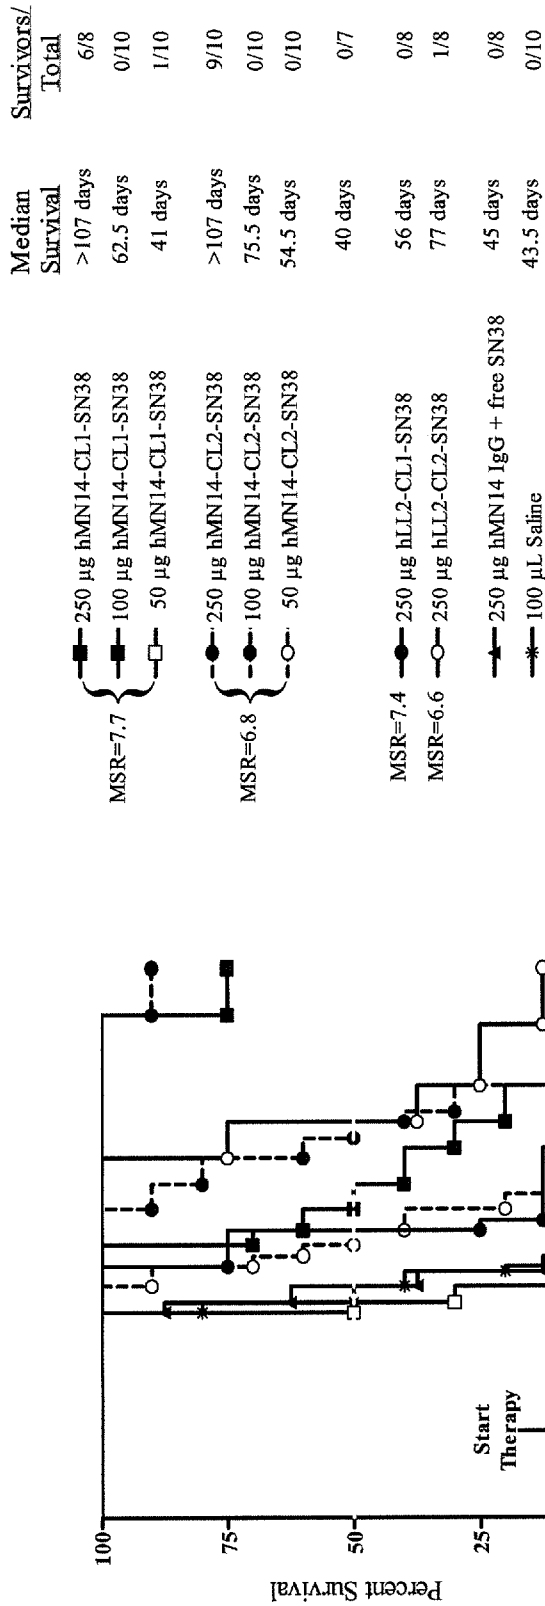 Median Survivors/
Survival Total
MSR=7.7
250 µg hMN14-CL1-SN38 >107 days 6/8
100 µg hMN14-CL1-SN38 62.5 days 0/10
50 µg hMN14-CL1-SN38 41 days 1/10
MSR=6.8
250 µg hMN14-CL2-SN38 >107 days 9/10
100 µg hMN14-CL2-SN38 75.5 days 0/10
50 µg hMN14-CL2-SN38 54.5 days 0/10
40 days 0/7
MSR=7.4 250 µg hLL2-CL1-SN38 56 days 0/8
MSR=6.6 250 µg hLL2-CL2-SN38 77 days 1/8
250 µg hMN14 IgG + free SN38 45 days 0/8
100 µL Saline 43.5 days 0/10
100
75
50
25
Percent Survival
Start
Therapy